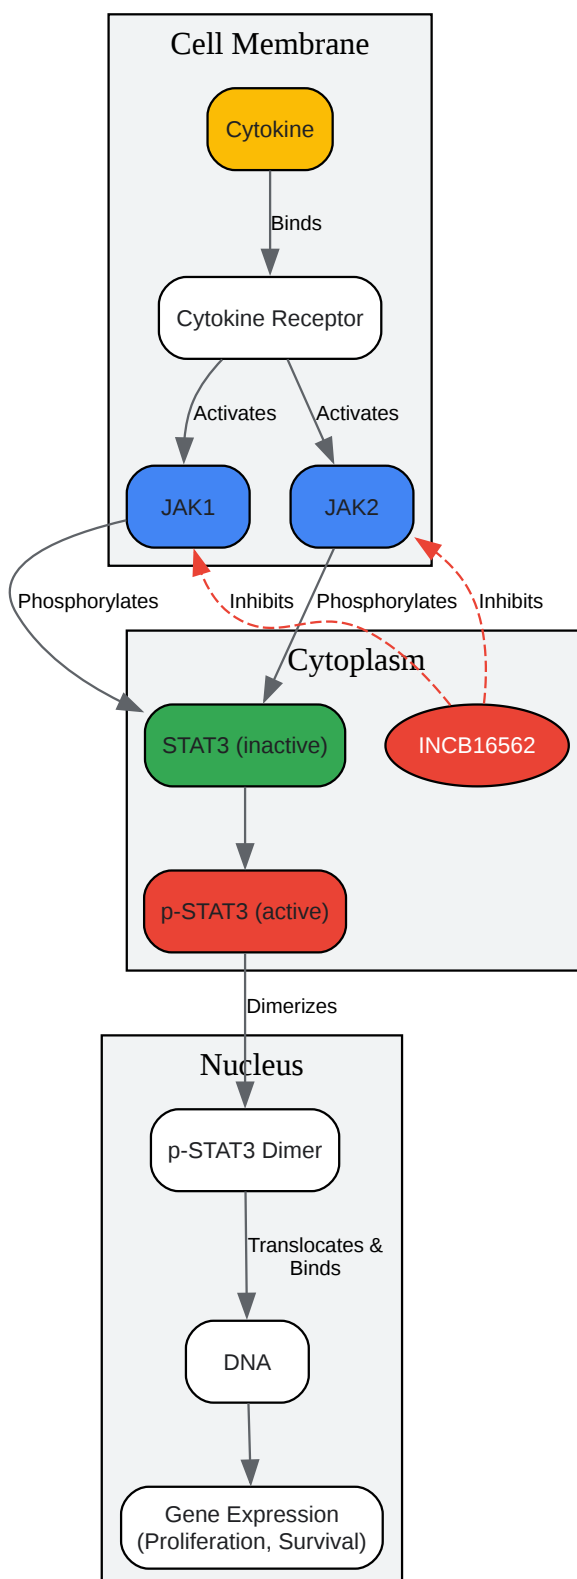 Cell Membrane
Cytokine
Binds
Cytokine Receptor
Activates
Activates
JAK1
JAK2
Phosphorylates
Inhibits
Phosphorylates
Inhibits
Cytoplasm
STAT3 (inactive)
INCB16562
p-STAT3 (active)
Dimerizes
Nucleus
p-STAT3 Dimer
Translocates &
Binds
DNA
Gene Expression
(Proliferation, Survival)